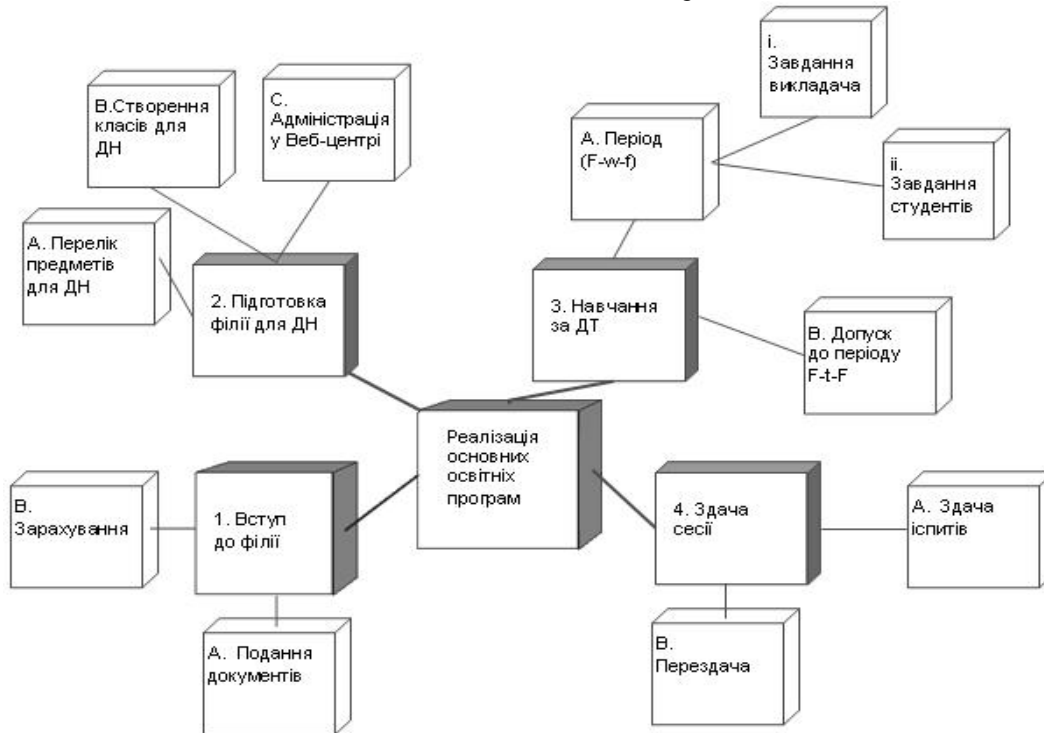 i.
Завдання
викладача
В.Створення
класів для
ДН
С.
Адміністрація
у Веб-центрі
А. Період
(F-w-f)
ii.
Завдання
студентів
А. Перелік
предметів
для ДН
2. Підготовка
філії для ДН
3. Навчання
за ДТ
В. Допуск
до періоду
F-t-F
Реалізація
основних
освітніх
програм
В.
Зарахування
1. Вступ
до філії
4. Здача
сесії
А. Здача
іспитів
А. Подання
документів
В.
Перездача